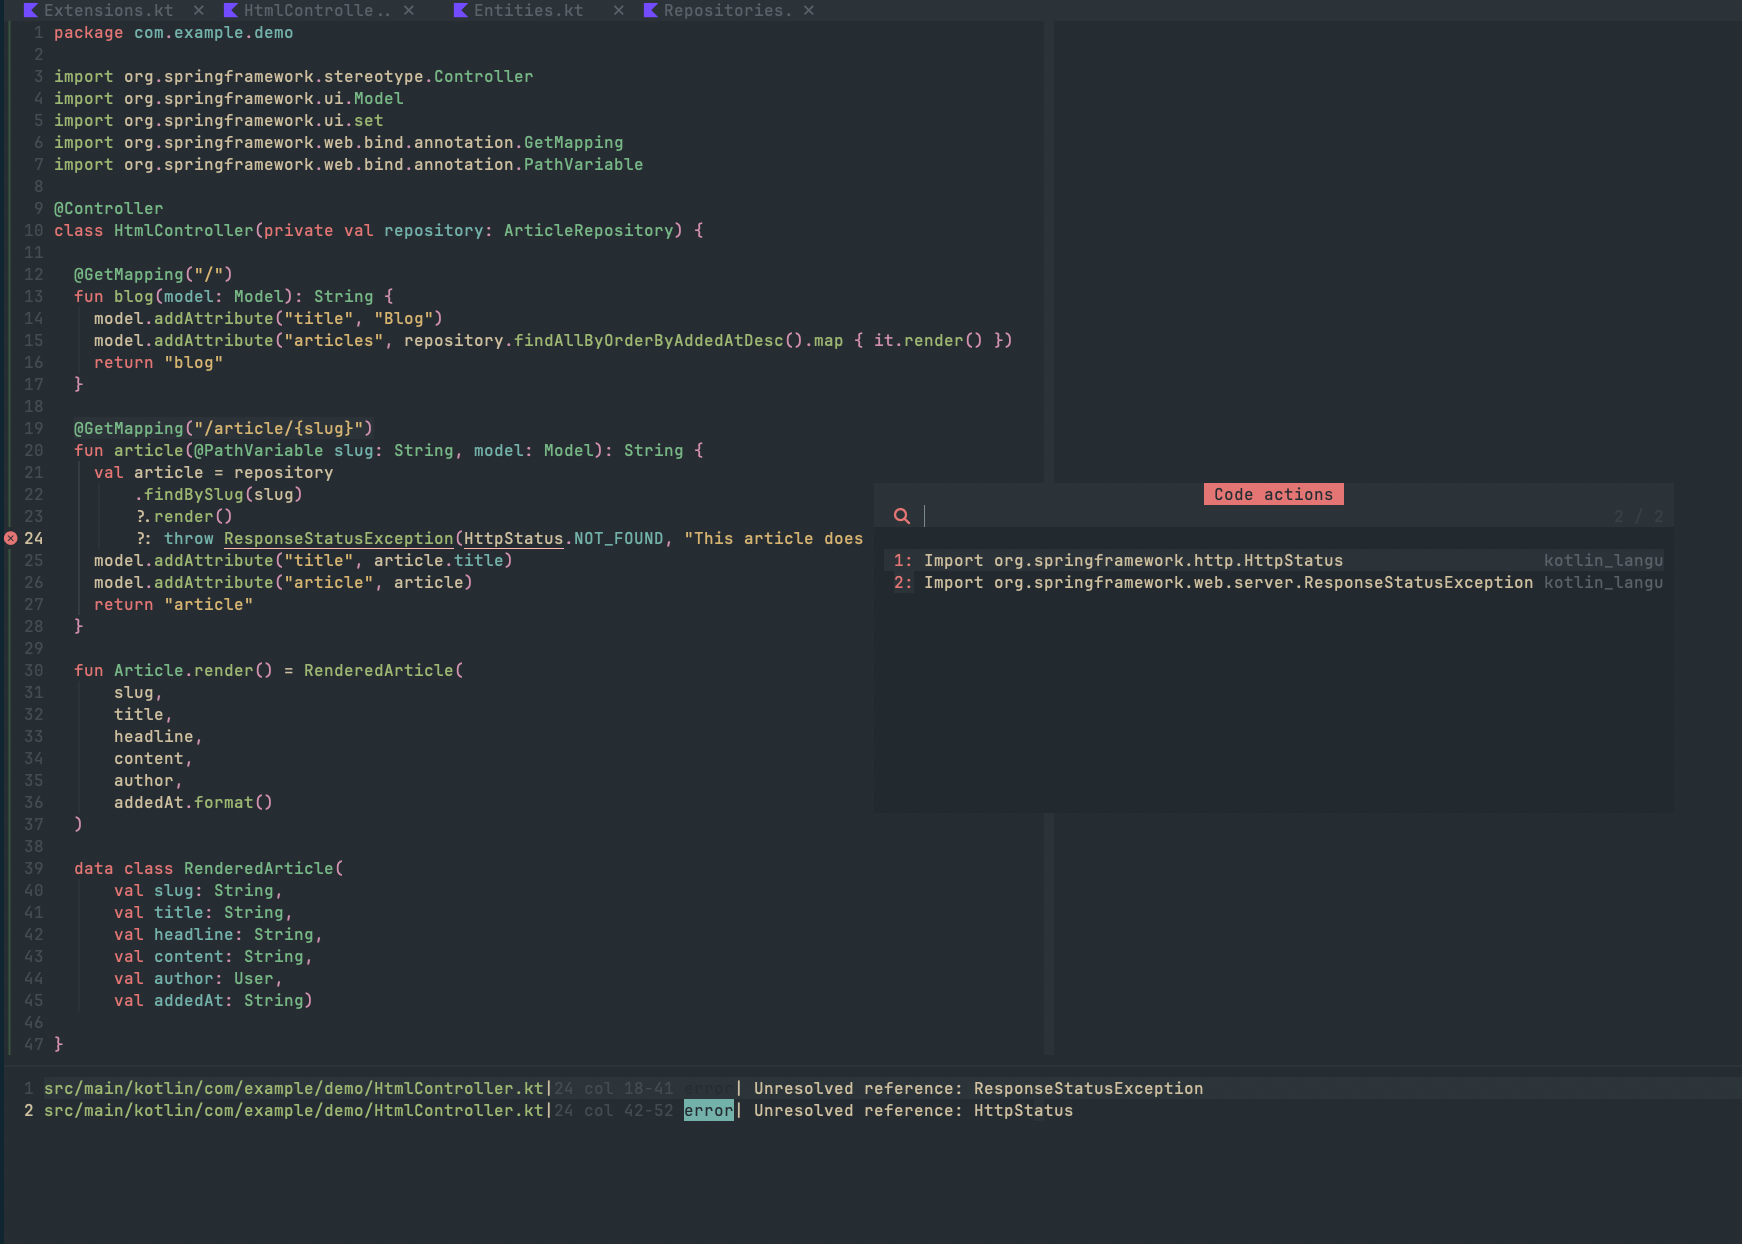 Extensions.kt ✕ HtmlControlle.. ✕ Entities.kt ✕ Repositories. ✕
1 package com.example.demo
2
3 import org.springframework.stereotype.Controller
4 import org.springframework.ui.Model
5 import org.springframework.ui.set
6 import org.springframework.web.bind.annotation.GetMapping
7 import org.springframework.web.bind.annotation.PathVariable
8
9 @Controller
10 class HtmlController(private val repository: ArticleRepository) {
11
12   @GetMapping("/")
13   fun blog(model: Model): String {
14     model.addAttribute("title", "Blog")
15     model.addAttribute("articles", repository.findAllByOrderByAddedAtDesc().map { it.render() })
16     return "blog"
17   }
18
19   @GetMapping("/article/{slug}")
20   fun article(@PathVariable slug: String, model: Model): String {
21     val article = repository
22         .findBySlug(slug)
23         ?.render()
24         ?: throw ResponseStatusException(HttpStatus.NOT_FOUND, "This article does
25     model.addAttribute("title", article.title)
26     model.addAttribute("article", article)
27     return "article"
28   }
29
30   fun Article.render() = RenderedArticle(
31       slug,
32       title,
33       headline,
34       content,
35       author,
36       addedAt.format()
37   )
38
39   data class RenderedArticle(
40       val slug: String,
41       val title: String,
42       val headline: String,
43       val content: String,
44       val author: User,
45       val addedAt: String)
46
47 }
Code actions
2 / 2
1: Import org.springframework.http.HttpStatus kotlin_langu
2: Import org.springframework.web.server.ResponseStatusException kotlin_langu
1 src/main/kotlin/com/example/demo/HtmlController.kt|24 col 18-41 error| Unresolved reference: ResponseStatusException
2 src/main/kotlin/com/example/demo/HtmlController.kt|24 col 42-52 error| Unresolved reference: HttpStatus